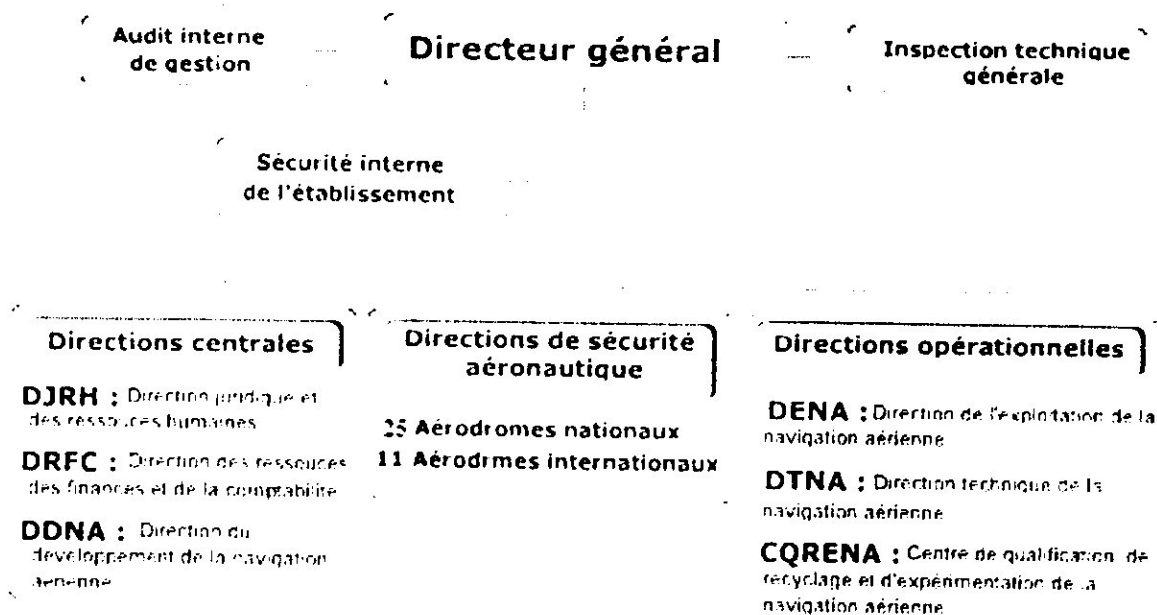 Audit interne
de gestion
Directeur général
Inspection technique
générale
Sécurité interne
de l'établissement
Directions centrales
DJRH : Direction juridique et
des ressouces humaines
DRFC : Direction des ressouces
des finances et de la comptabilité
DDNA : Direction du
developpement de la navigation
aérienne
Directions de sécurité
aéronautique
25 Aérodromes nationaux
11 Aérodrmes internationaux
Directions opérationnelles
DENA : Direction de l'exploitation de la
navigation aérienne
DTNA : Direction technique de la
navigation aérienne
CQRENA : Centre de qualification de
recyclage et d'expérimentation de la
navigation aérienne